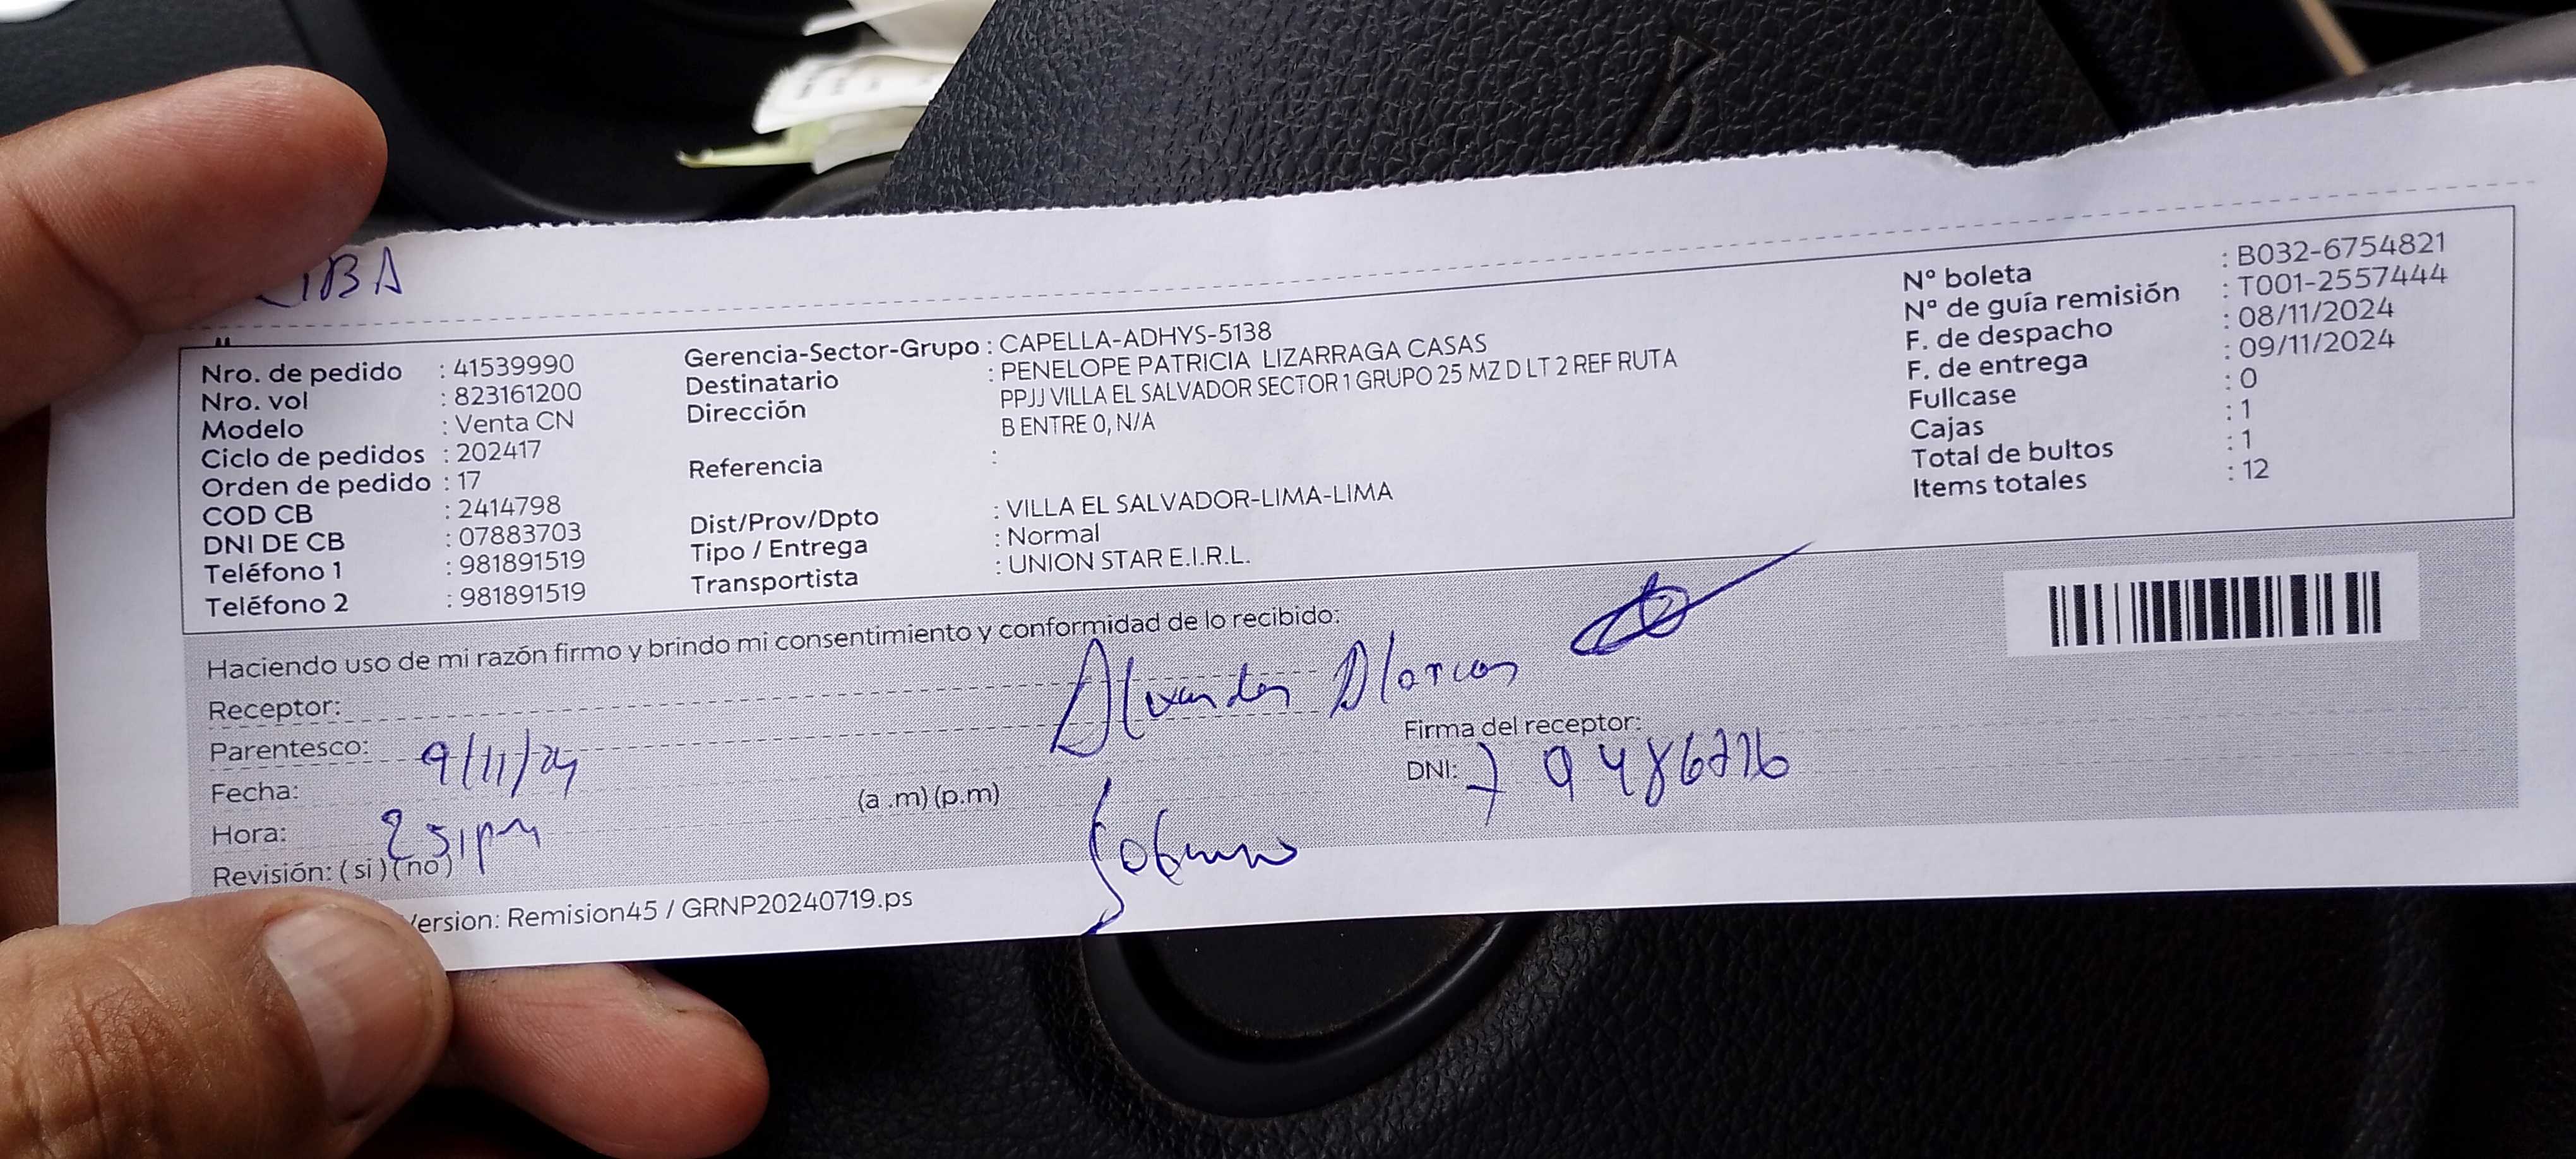 IBA
Nro. de pedido : 41539990
Nro. vol : 823161200
Modelo : Venta CN
Ciclo de pedidos : 202417
Orden de pedido : 17
COD CB : 2414798
DNI DE CB : 07883703
Teléfono 1 : 981891519
Teléfono 2 : 981891519
Gerencia-Sector-Grupo : CAPELLA-ADHYS-5138
Destinatario : PENELOPE PATRICIA LIZARRAGA CASAS
Dirección PPJJ VILLA EL SALVADOR SECTOR 1 GRUPO 25 MZ D LT 2 REF RUTA
B ENTRE 0, N/A
Referencia :
Dist/Prov/Dpto : VILLA EL SALVADOR-LIMA-LIMA
Tipo / Entrega : Normal
Transportista : UNION STAR E.I.R.L.
N° boleta : B032-6754821
N° de guía remisión : T001-2557444
F. de despacho : 08/11/2024
F. de entrega : 09/11/2024
Fullcase : 0
Cajas : 1
Total de bultos : 1
Items totales : 12
Haciendo uso de mi razón firmo y brindo mi consentimiento y conformidad de lo recibido:
Receptor:
Parentesco:
Fecha: 9/11/24
Hora: 2 51pm (a .m) (p.m)
Revisión: ( si ) ( no )
Firma del receptor:
DNI:
Version: Remision45 / GRNP20240719.ps